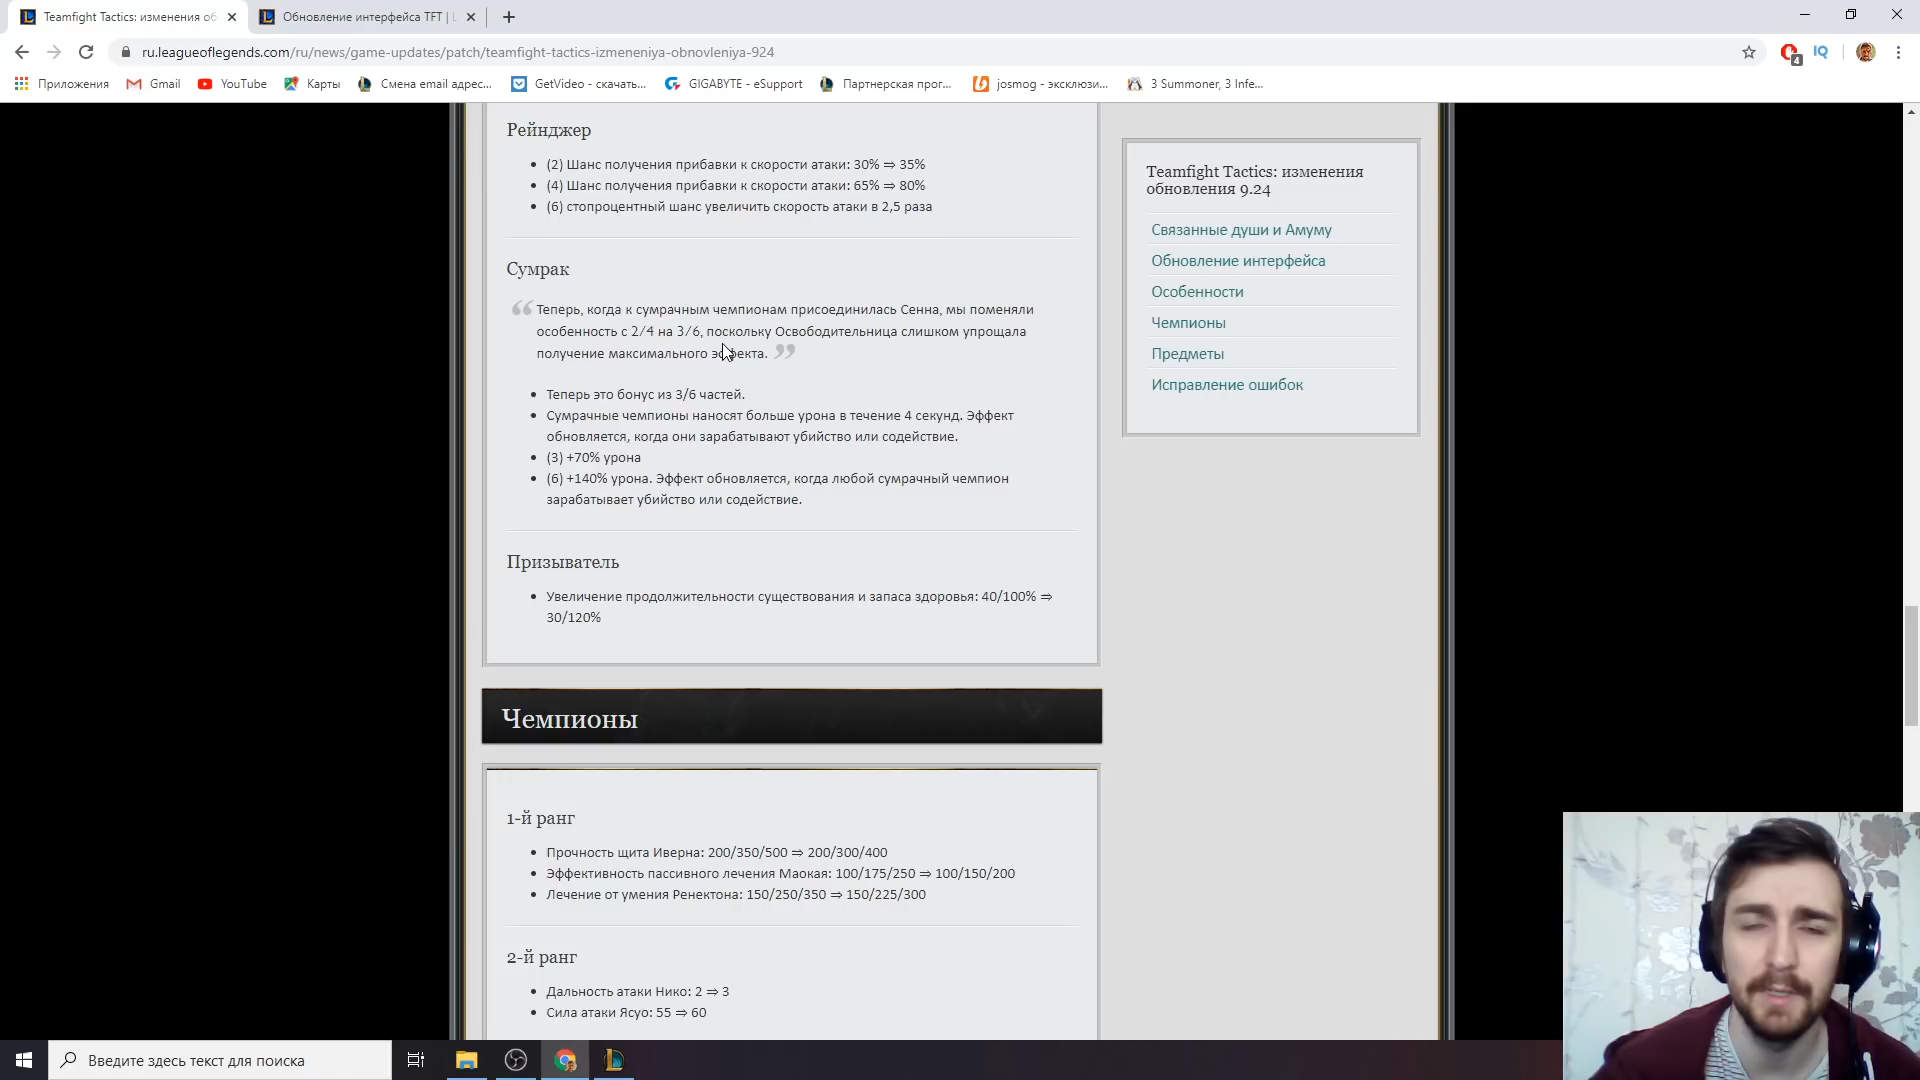 Teamfight Tactics: изменения об
Обновление интерфейса TFT |
ru.leagueoflegends.com/ru/news/game-updates/patch/teamfight-tactics-izmeneniya-obnovleniya-924
4
IQ
Приложения
Gmail
YouTube
Карты
Смена email адрес...
GetVideo - скачать...
GIGABYTE - eSupport
Партнерская прог...
josmog - эксклюзи...
3 Summoner, 3 Infe...
Рейнджер
(2) Шанс получения прибавки к скорости атаки: 30% ⇒ 35%
(4) Шанс получения прибавки к скорости атаки: 65% ⇒ 80%
(6) стопроцентный шанс увеличить скорость атаки в 2,5 раза
Сумрак
“ Теперь, когда к сумрачным чемпионам присоединилась Сенна, мы поменяли
особенность с 2/4 на 3/6, поскольку Освободительница слишком упрощала
получение максимального эффекта. ”
Теперь это бонус из 3/6 частей.
Сумрачные чемпионы наносят больше урона в течение 4 секунд. Эффект
обновляется, когда они зарабатывают убийство или содействие.
(3) +70% урона
(6) +140% урона. Эффект обновляется, когда любой сумрачный чемпион
зарабатывает убийство или содействие.
Призыватель
Увеличение продолжительности существования и запаса здоровья: 40/100% ⇒
30/120%
Чемпионы
1-й ранг
Прочность щита Иверна: 200/350/500 ⇒ 200/300/400
Эффективность пассивного лечения Маокая: 100/175/250 ⇒ 100/150/200
Лечение от умения Ренектона: 150/250/350 ⇒ 150/225/300
2-й ранг
Дальность атаки Нико: 2 ⇒ 3
Сила атаки Ясуо: 55 ⇒ 60
Teamfight Tactics: изменения
обновления 9.24
Связанные души и Амуму
Обновление интерфейса
Особенности
Чемпионы
Предметы
Исправление ошибок
Введите здесь текст для поиска